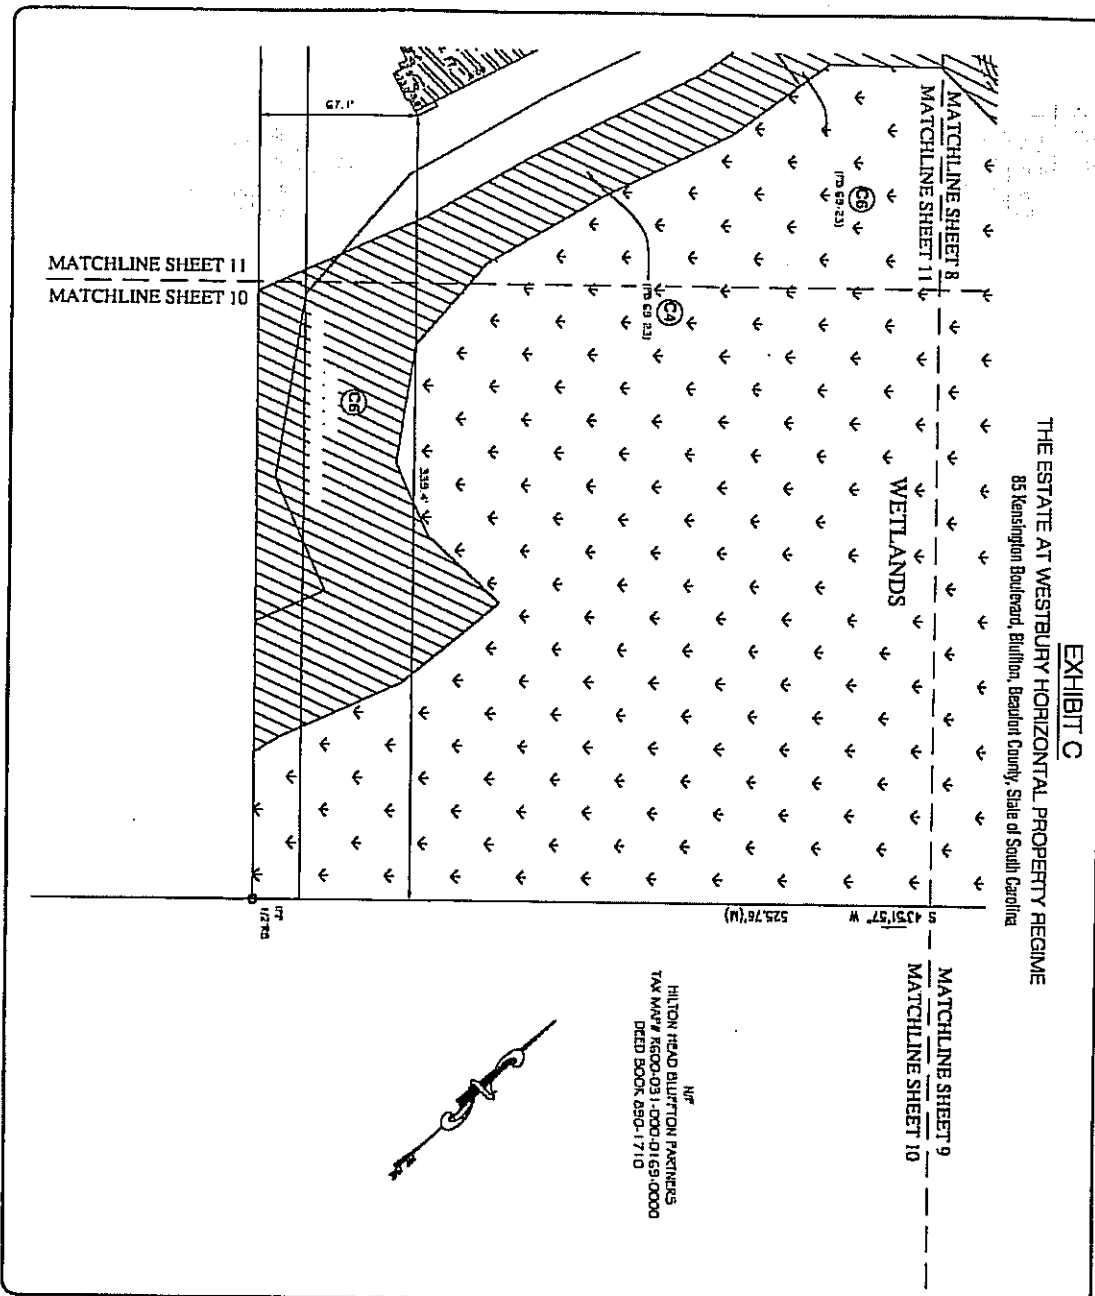 EXHIBIT C
THE ESTATE AT WESTBURY HORIZONTAL PROPERTY REGIME
85 Kensington Boulevard, Bluffton, Beaufort County, State of South Carolina
MATCHLINE SHEET 8
MATCHLINE SHEET 11
MATCHLINE SHEET 9
MATCHLINE SHEET 10
WETLANDS
S 43°51'57" W
525.76'(M)
C6
C4
67.1'
MATCHLINE SHEET 11
MATCHLINE SHEET 10
C6
339.4'
N/F
HILTON HEAD BLUFFTON PARTNERS
TAX MAP# R600-031-000-0169-0000
DEED BOOK 890-1710